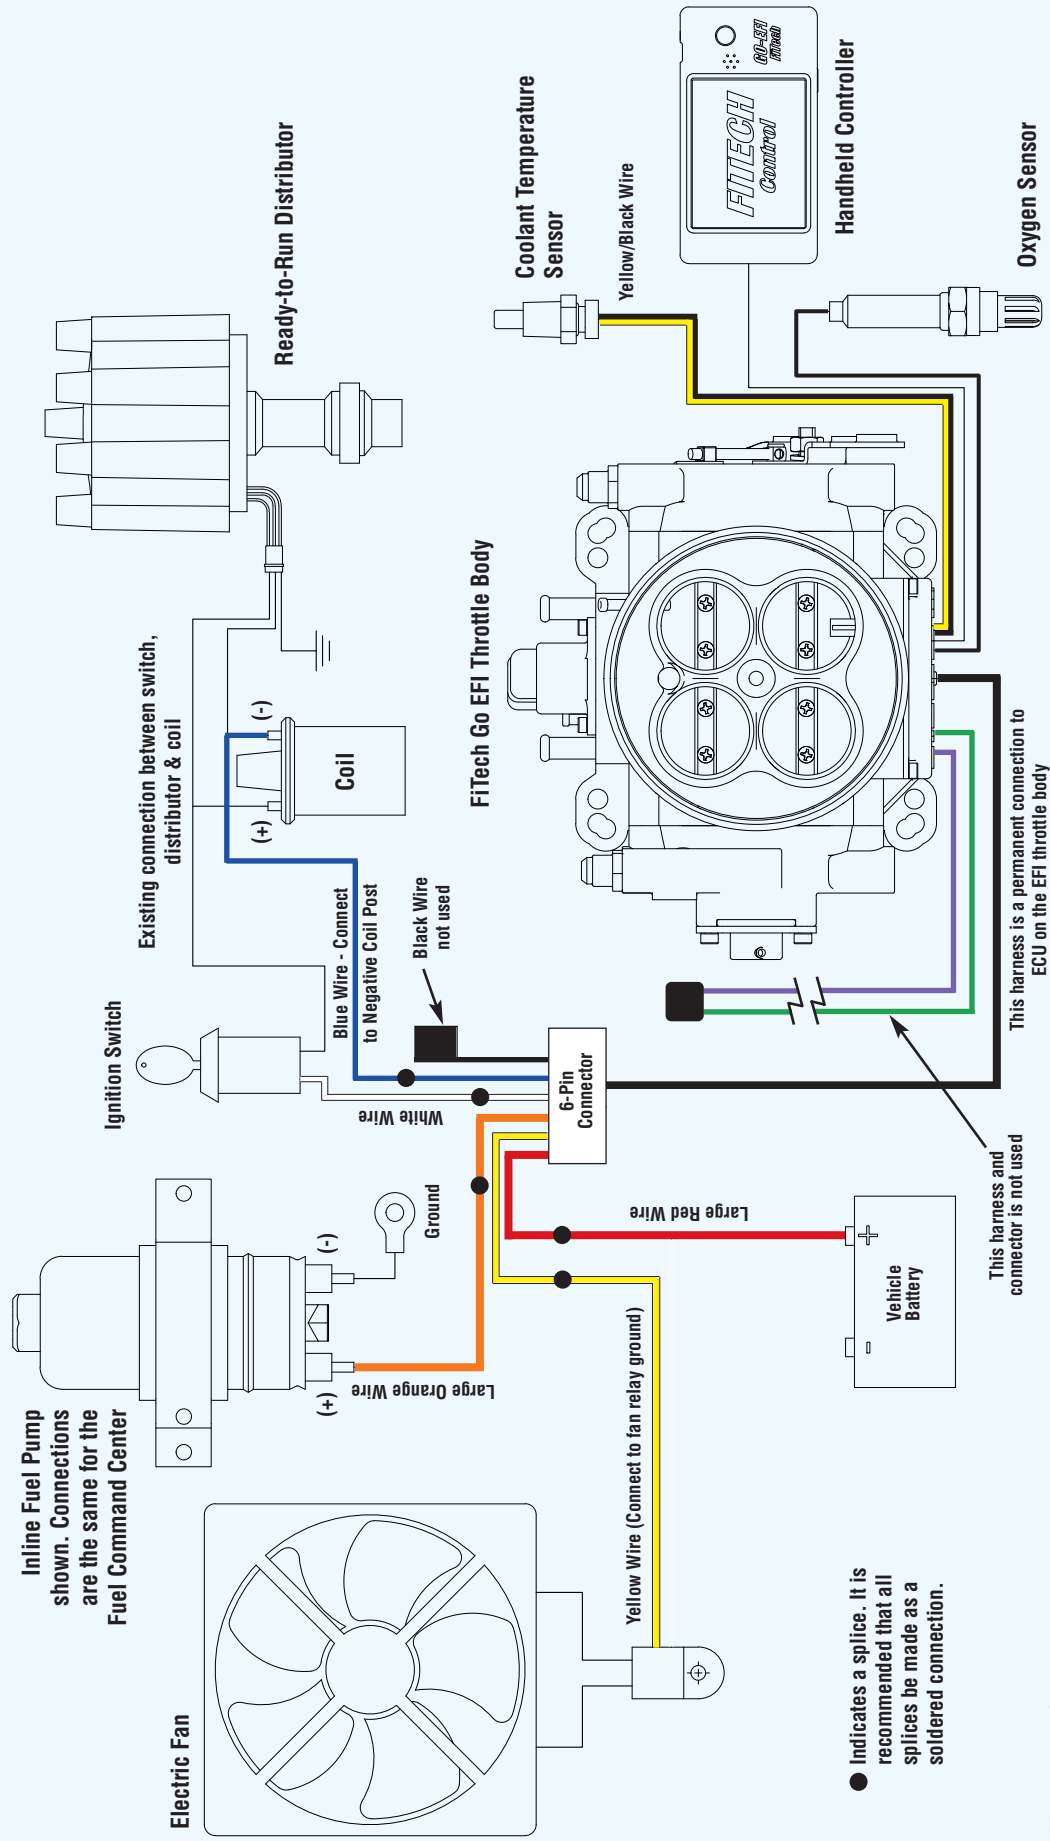 Inline Fuel Pump
shown. Connections
are the same for the
Fuel Command Center
Electric Fan
(+)
(-)
Ground
Large Orange Wire
Yellow Wire (Connect to fan relay ground)
Large Red Wire
Vehicle
Battery
+
-
Indicates a splice. It is
recommended that all
splices be made as a
soldered connection.
Ignition Switch
White Wire
Blue Wire - Connect
to Negative Coil Post
Black Wire
not used
6-Pin
Connector
Existing connection between switch,
distributor & coil
(+)
(-)
Coil
Ready-to-Run Distributor
FiTech Go EFI Throttle Body
This harness and
connector is not used
This harness is a permanent connection to
ECU on the EFI throttle body
Coolant Temperature
Sensor
Yellow/Black Wire
FITECH
Control
GO-EFI
FiTech
Handheld Controller
Oxygen Sensor